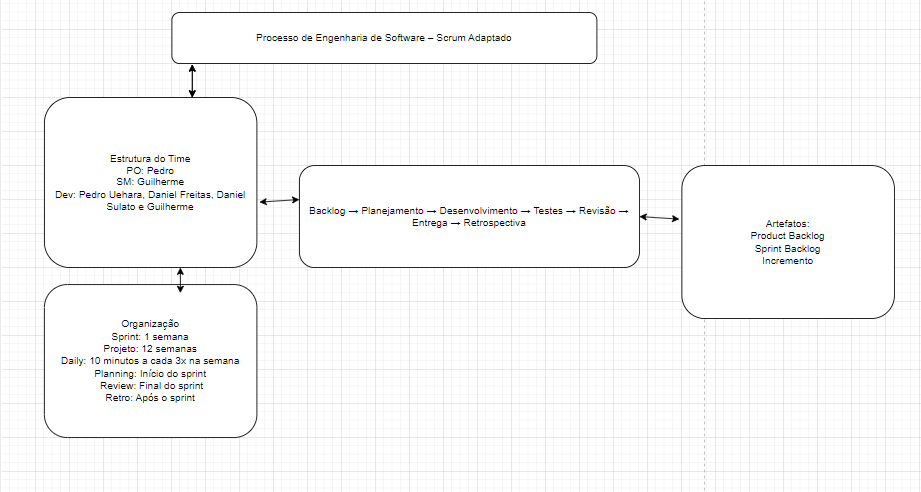 Processo de Engenharia de Software – Scrum Adaptado
Estrutura do Time
PO: Pedro
SM: Guilherme
Dev: Pedro Uehara, Daniel Freitas, Daniel
Sulato e Guilherme
Backlog → Planejamento → Desenvolvimento → Testes → Revisão →
Entrega → Retrospectiva
Artefatos:
Product Backlog
Sprint Backlog
Incremento
Organização
Sprint: 1 semana
Projeto: 12 semanas
Daily: 10 minutos a cada 3x na semana
Planning: Início do sprint
Review: Final do sprint
Retro: Após o sprint